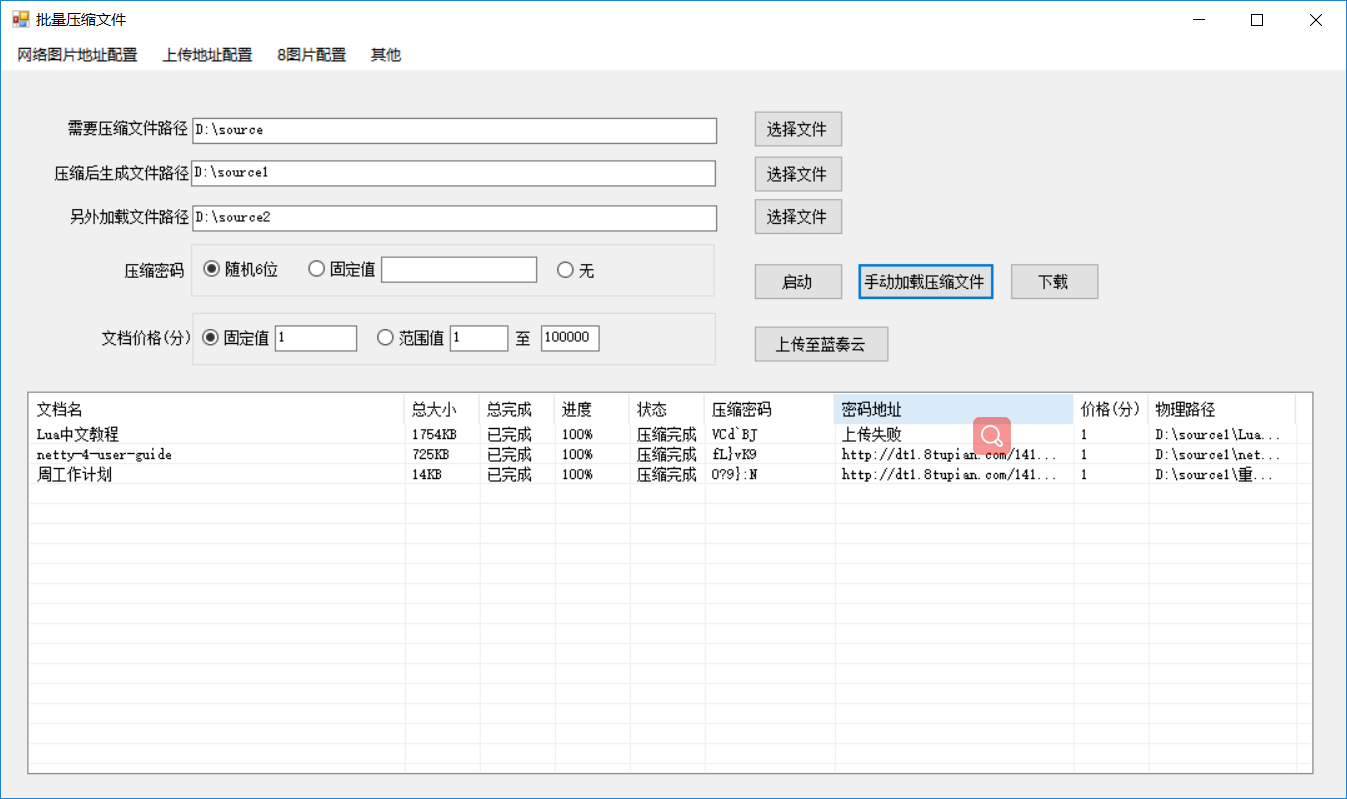 批量压缩文件
网络图片地址配置 上传地址配置 8图片配置 其他
需要压缩文件路径 D:\source 选择文件
压缩后生成文件路径 D:\source1 选择文件
另外加载文件路径 D:\source2 选择文件
压缩密码 随机6位 固定值 无
启动 手动加载压缩文件 下载
文档价格(分) 固定值 1 范围值 1 至 100000
上传至蓝奏云
文档名 总大小 总完成 进度 状态 压缩密码 密码地址 价格(分) 物理路径
Lua中文教程 1754KB 已完成 100% 压缩完成 VCd`BJ 上传失败 1 D:\source1\Lua...
netty-4-user-guide 725KB 已完成 100% 压缩完成 fL}vK9 http://dt1.8tupian.com/141... 1 D:\source1\net...
周工作计划 14KB 已完成 100% 压缩完成 0?9}:N http://dt1.8tupian.com/141... 1 D:\source1\重...